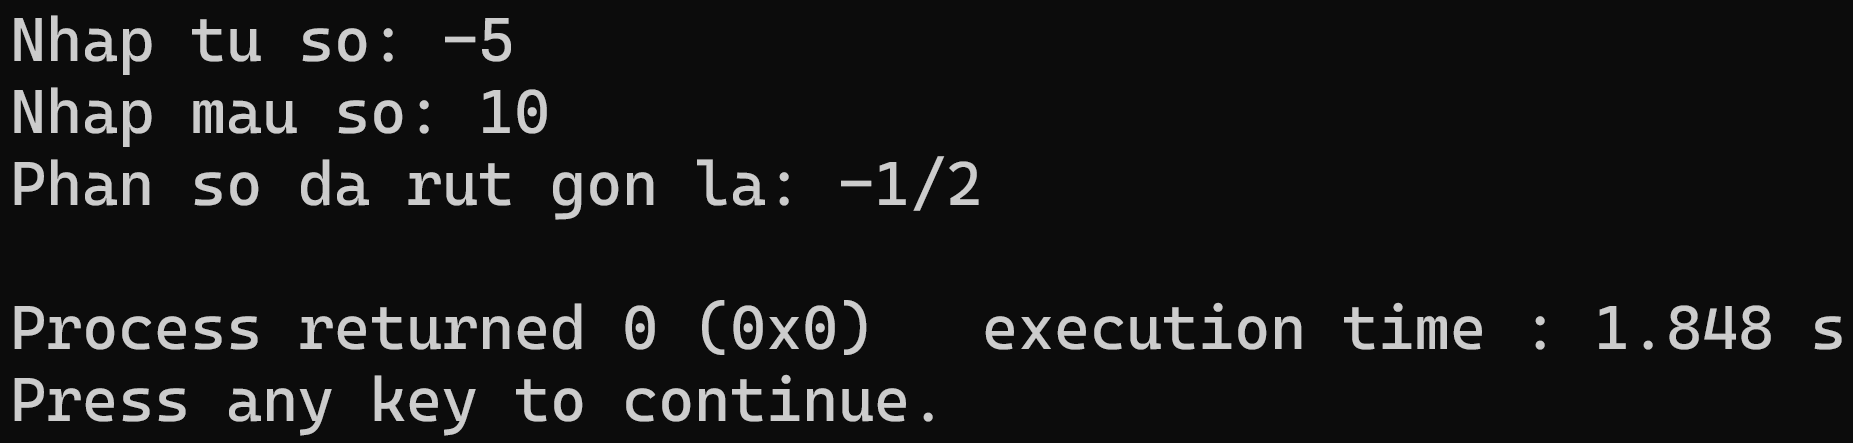 Nhap tu so: -5
Nhap mau so: 10
Phan so da rut gon la: -1/2
Process returned 0 (0x0)   execution time : 1.848 s
Press any key to continue.